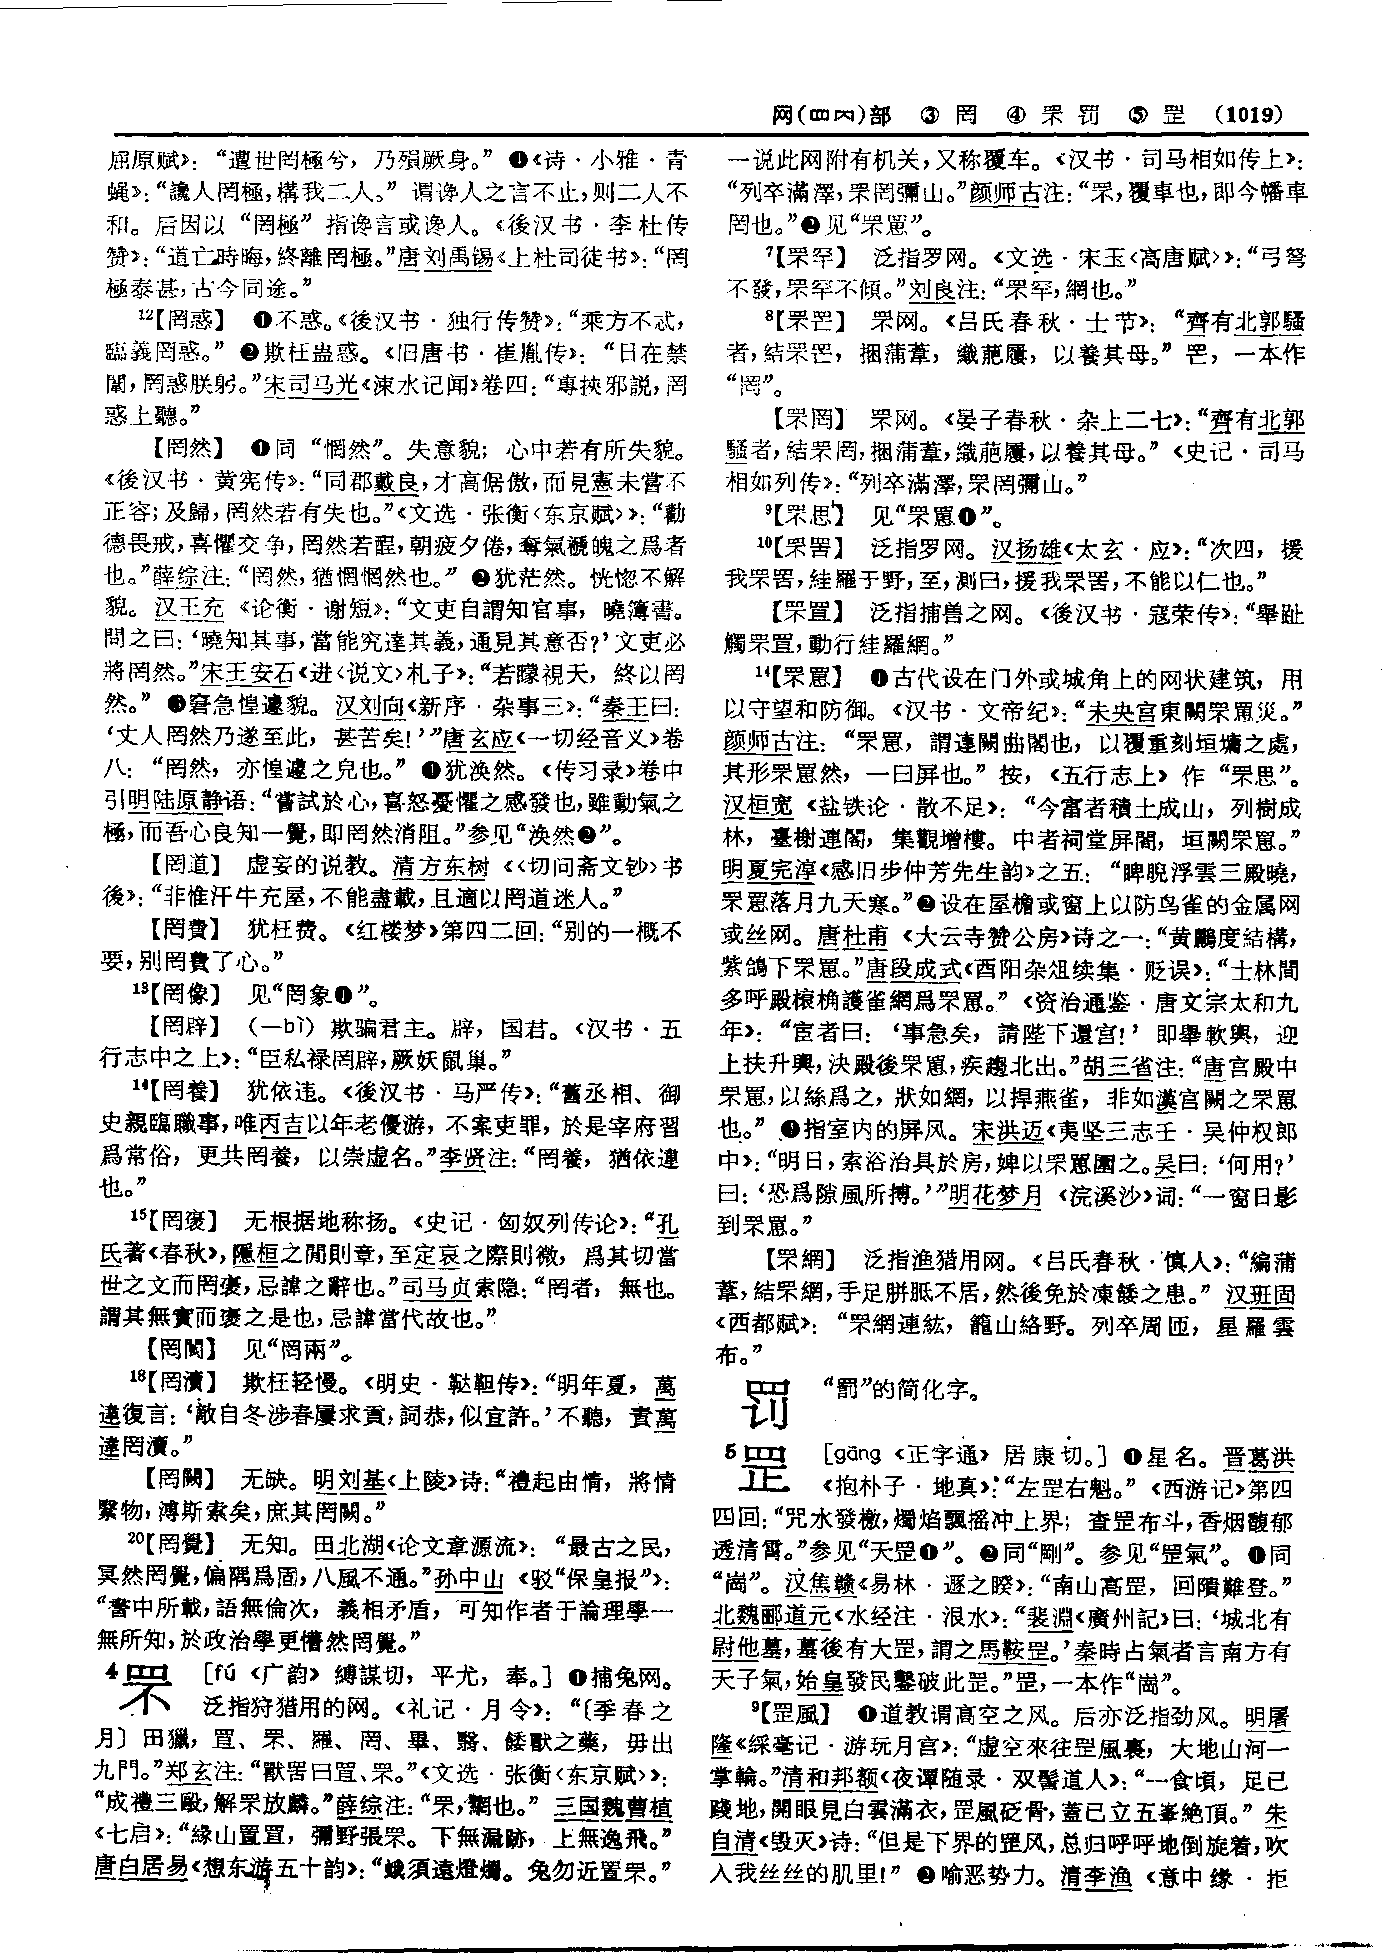 网(罒𦉫)部 ③罔 ④罘罚 ⑤罡 (1019)
屈原赋》：“遭世罔極兮，乃殞厥身。”❸《诗·小雅·青
蝇》：“讒人罔極，構我二人。”谓谗人之言不止，则二人不
和。后因以“罔極”指谗言或谗人。《後汉书·李杜传
赞》：“道亡時晦，終離罔極。”唐刘禹锡《上杜司徒书》：“罔
極泰甚，古今同途。”
¹²【罔惑】 ❶不惑。《後汉书·独行传赞》：“乘方不忒，
臨義罔惑。”❷欺枉蛊惑。《旧唐书·崔胤传》：“日在禁
闈，罔惑朕躬。”宋司马光《涑水记闻》卷四：“專挾邪説，罔
惑上聽。”
【罔然】 ❶同“惘然”。失意貌；心中若有所失貌。
《後汉书·黄宪传》：“同郡戴良，才高倨傲，而見憲未嘗不
正容；及歸，罔然若有失也。”《文选·张衡〈东京赋〉》：“勸
德畏戒，喜懼交争，罔然若酲，朝疲夕倦，奪氣褫魄之爲者
也。”薛综注：“罔然，猶惘惘然也。”❷犹茫然。恍惚不解
貌。汉王充《论衡·谢短》：“文吏自謂知官事，曉簿書。
問之曰：‘曉知其事，當能究達其義，通見其意否？’文吏必
將罔然。”宋王安石《进〈说文〉札子》：“若矇視天，終以罔
然。”❸窘急惶遽貌。汉刘向《新序·杂事三》：“秦王曰：
‘丈人罔然乃遂至此，甚苦矣！’”唐玄应《一切经音义》卷
八：“罔然，亦惶遽之皃也。”❹犹涣然。《传习录》卷中
引明陆原静语：“嘗試於心，喜怒憂懼之感發也，雖動氣之
極，而吾心良知一覺，即罔然消阻。”参见“涣然❷”。
【罔道】 虚妄的说教。清方东树《〈切问斋文钞〉书
後》：“非惟汗牛充屋，不能盡載，且適以罔道迷人。”
【罔費】 犹枉费。《红楼梦》第四二回：“别的一概不
要，别罔費了心。”
¹³【罔像】 见“罔象❶”。
【罔辟】 （—bì）欺骗君主。辟，国君。《汉书·五
行志中之上》：“臣私禄罔辟，厥妖鼠巢。”
¹⁴【罔養】 犹依违。《後汉书·马严传》：“舊丞相、御
史親臨職事，唯丙吉以年老優游，不案吏罪，於是宰府習
爲常俗，更共罔養，以崇虚名。”李贤注：“罔養，猶依違
也。”
¹⁵【罔褒】 无根据地称扬。《史记·匈奴列传论》：“孔
氏著《春秋》，隱桓之閒則章，至定哀之際則微，爲其切當
世之文而罔褒，忌諱之辭也。”司马贞索隐：“罔者，無也。
謂其無實而褒之是也，忌諱當代故也。”
【罔閬】 见“罔兩”。
¹⁸【罔瀆】 欺枉轻慢。《明史·鞑靼传》：“明年夏，萬
達復言：‘敵自冬涉春屢求貢，詞恭，似宜許。’不聽，責萬
達罔瀆。”
【罔闕】 无缺。明刘基《上陵》诗：“禮起由情，將情
繄物，溥斯索矣，庶其罔闕。”
²⁰【罔覺】 无知。田北湖《论文章源流》：“最古之民，
冥然罔覺，偏隅爲固，八風不通。”孙中山《驳“保皇报”》：
“書中所載，語無倫次，義相矛盾，可知作者于論理學一
無所知，於政治學更懵然罔覺。”
⁴罘 ［fú《广韵》縛謀切，平尤，奉。］❶捕兔网。
泛指狩猎用的网。《礼记·月令》：“〔季春之
月〕田獵，罝、罘、羅、罔、畢、翳、餧獸之藥，毋出
九門。”郑玄注：“獸罟曰罝、罘。”《文选·张衡〈东京赋〉》：
“成禮三毆，解罘放麟。”薛综注：“罘，網也。”三国魏曹植
《七启》：“緣山置罝，彌野張罘。下無漏跡，上無逸飛。”
唐白居易《想东游五十韵》：“蛾須遠燈燭。兔勿近罝罘。”
一说此网附有机关，又称覆车。《汉书·司马相如传上》：
“列卒滿澤，罘罔彌山。”颜师古注：“罘，覆車也，即今幡車
罔也。”❷见“罘罳”。
⁷【罘罕】 泛指罗网。《文选·宋玉〈高唐赋〉》：“弓弩
不發，罘罕不傾。”刘良注：“罘罕，網也。”
⁸【罘罒】 罘网。《吕氏春秋·士节》：“齊有北郭騷
者，結罘罒，捆蒲葦，織萉屨，以養其母。”罒，一本作
“罔”。
【罘罔】 罘网。《晏子春秋·杂上二七》：“齊有北郭
騷者，結罘罔，捆蒲葦，織萉屨，以養其母。”《史记·司马
相如列传》：“列卒滿澤，罘罔彌山。”
⁹【罘思】 见“罘罳❶”。
¹⁰【罘罟】 泛指罗网。汉扬雄《太玄·应》：“次四，援
我罘罟，絓羅于野，至，測曰，援我罘罟，不能以仁也。”
【罘罝】 泛指捕兽之网。《後汉书·寇荣传》：“舉趾
觸罘罝，動行絓羅網。”
¹⁴【罘罳】 ❶古代设在门外或城角上的网状建筑，用
以守望和防御。《汉书·文帝纪》：“未央宫東闕罘罳災。”
颜师古注：“罘罳，謂連闕曲閣也，以覆重刻垣墉之處，
其形罘罳然，一曰屏也。”按，《五行志上》作“罘思”。
汉桓宽《盐铁论·散不足》：“今富者積土成山，列樹成
林，臺榭連閣，集觀增樓。中者祠堂屏閤，垣闕罘罳。”
明夏完淳《感旧步仲芳先生韵》之五：“睥睨浮雲三殿曉，
罘罳落月九天寒。”❷设在屋檐或窗上以防鸟雀的金属网
或丝网。唐杜甫《大云寺赞公房》诗之一：“黄鸝度結構，
紫鴿下罘罳。”唐段成式《酉阳杂俎续集·贬误》：“士林間
多呼殿榱桷護雀網爲罘罳。”《资治通鉴·唐文宗太和九
年》：“宦者曰：‘事急矣，請陛下還宫！’即舉軟輿，迎
上扶升輿，決殿後罘罳，疾趨北出。”胡三省注：“唐宫殿中
罘罳，以絲爲之，狀如網，以捍燕雀，非如漢宫闕之罘罳
也。”❸指室内的屏风。宋洪迈《夷坚三志壬·吴仲权郎
中》：“明日，索浴治具於房，婢以罘罳圍之。吴曰：‘何用？’
曰：‘恐爲隙風所搏。’”明花梦月《浣溪沙》词：“一窗日影
到罘罳。”
【罘網】 泛指渔猎用网。《吕氏春秋·慎人》：“編蒲
葦，結罘網，手足胼胝不居，然後免於凍餒之患。”汉班固
《西都赋》：“罘網連紘，籠山絡野。列卒周匝，星羅雲
布。”
罚 “罰”的简化字。
⁵罡 ［gāng《正字通》居康切。］❶星名。晋葛洪
《抱朴子·地真》：“左罡右魁。”《西游记》第四
四回：“咒水發檄，燭焰飄摇冲上界；查罡布斗，香烟馥郁
透清霄。”参见“天罡❶”。❷同“剛”。参见“罡氣”。❸同
“崗”。汉焦赣《易林·遯之睽》：“南山高罡，回隤難登。”
北魏郦道元《水经注·浪水》：“裴淵《廣州記》曰：‘城北有
尉他墓，墓後有大罡，謂之馬鞍罡。’秦時占氣者言南方有
天子氣，始皇發民鑿破此罡。”罡，一本作“崗”。
⁹【罡風】 ❶道教谓高空之风。后亦泛指劲风。明屠
隆《綵毫记·游玩月宫》：“虚空來往罡風裏，大地山河一
掌輪。”清和邦额《夜谭随录·双髻道人》：“一食頃，足已
踐地，開眼見白雲滿衣，罡風砭骨，蓋已立五峯絶頂。”朱
自清《毁灭》诗：“但是下界的罡风，总归呼呼地倒旋着，吹
入我丝丝的肌里！”❷喻恶势力。清李渔《意中缘·拒